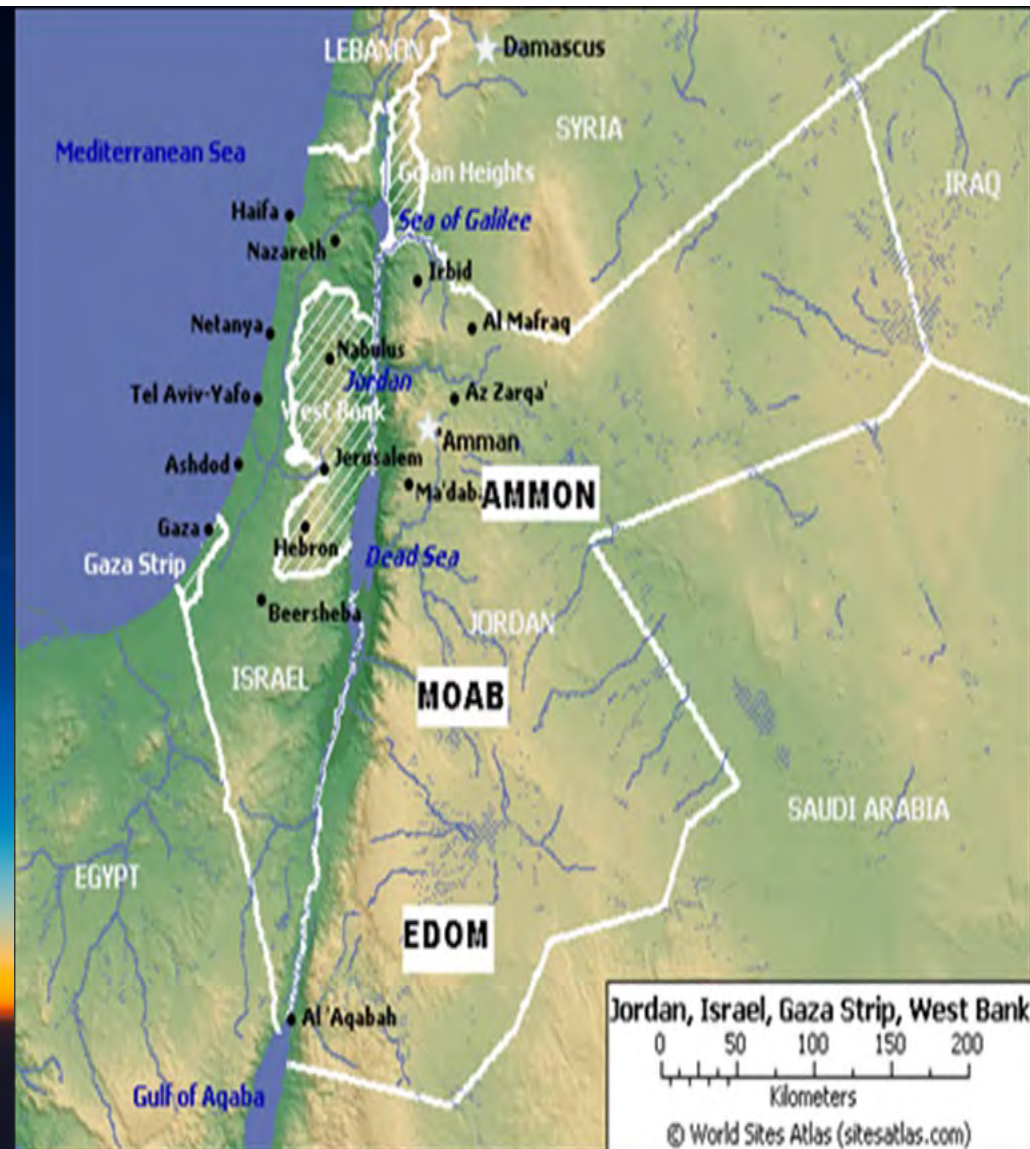 LEBANON
Damascus
SYRIA
Mediterranean Sea
Golan Heights
IRAQ
Haifa
Sea of Galilee
Nazareth
Irbid
Netanya
Al Mafraq
Nabulus
Jordan
Tel Aviv-Yafo
Az Zarqa'
West Bank
Amman
Ashdod
Jerusalem
Ma'dab
AMMON
Gaza
Hebron
Gaza Strip
Dead Sea
Beersheba
JORDAN
ISRAEL
MOAB
SAUDI ARABIA
EGYPT
EDOM
Al 'Aqabah
Gulf of Aqaba
Jordan, Israel, Gaza Strip, West Bank
0 50 100 150 200
Kilometers
© World Sites Atlas (sitesatlas.com)